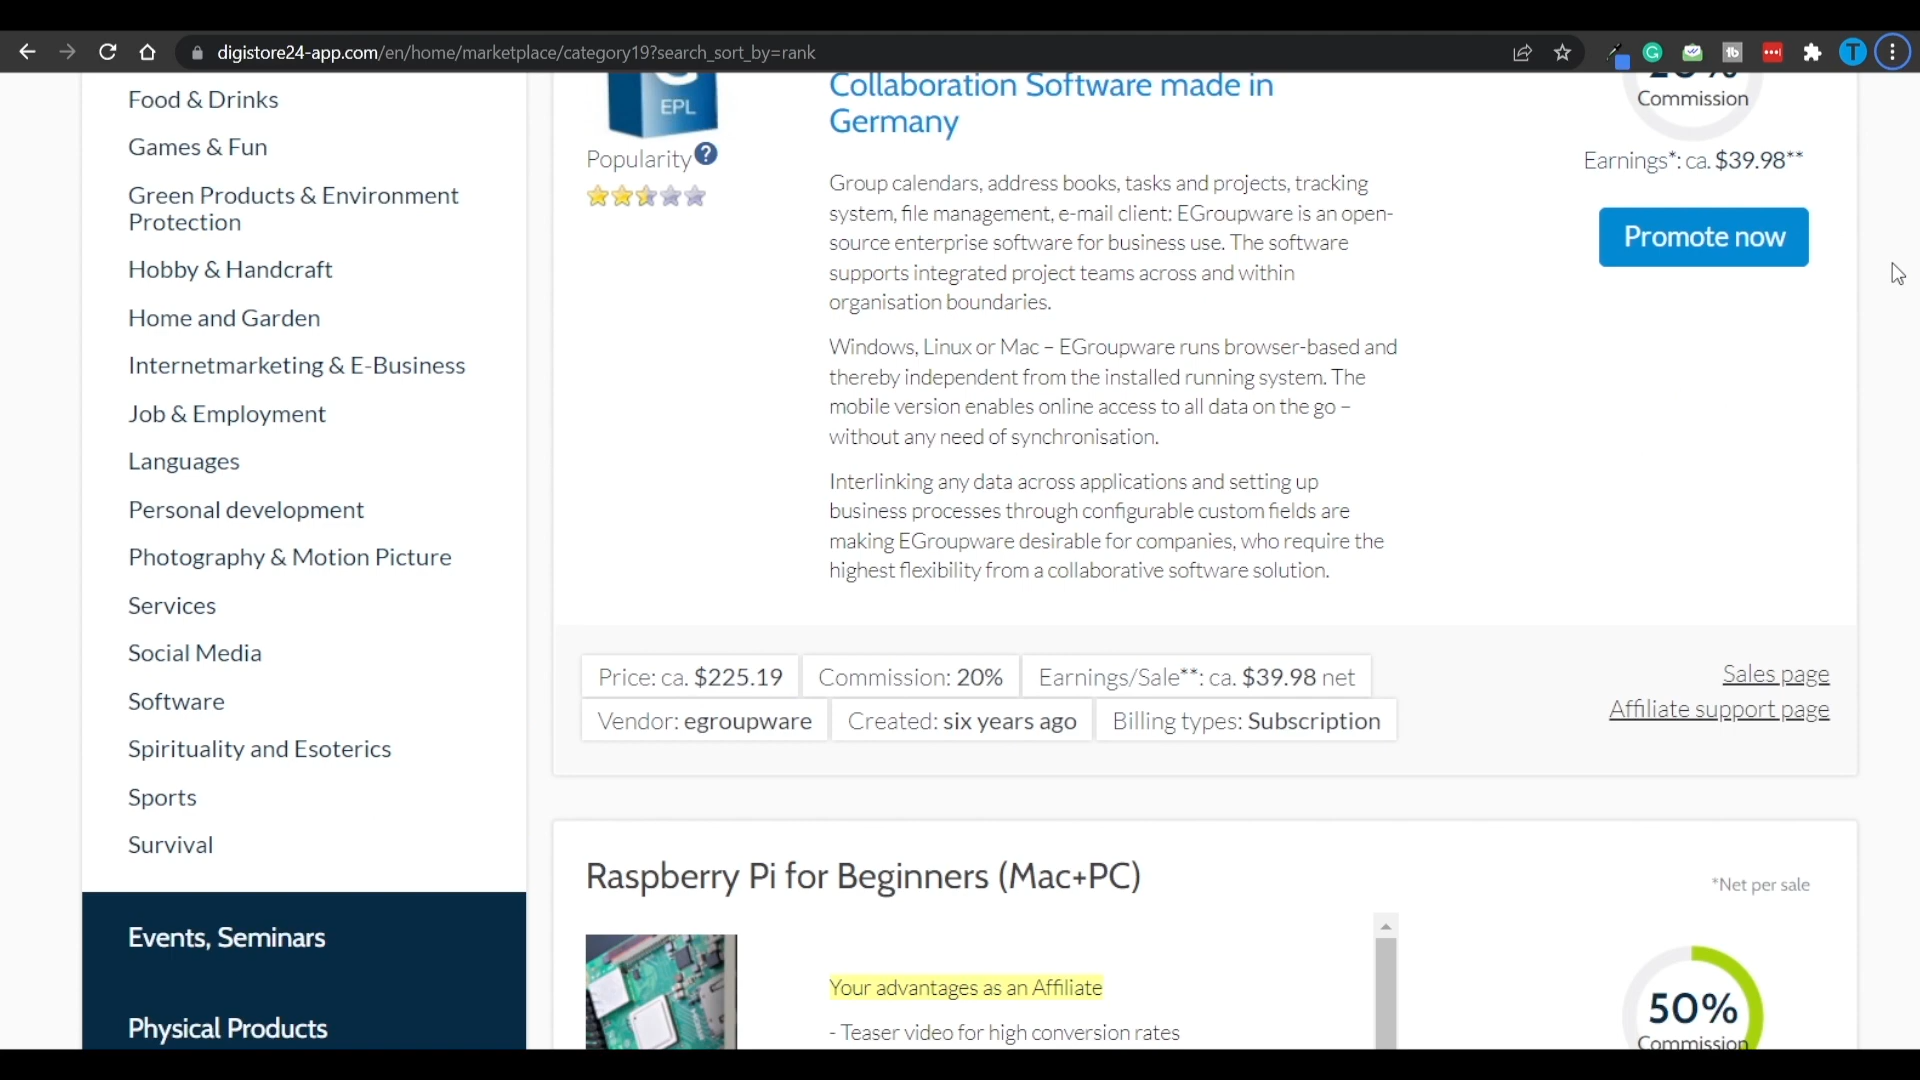 digistore24-app.com/en/home/marketplace/category19?search_sort_by=rank
T
Food & Drinks
Games & Fun
Green Products & Environment
Protection
Hobby & Handcraft
Home and Garden
Internetmarketing & E-Business
Job & Employment
Languages
Personal development
Photography & Motion Picture
Services
Social Media
Software
Spirituality and Esoterics
Sports
Survival
Events, Seminars
Physical Products
EPL
Popularity
?
Collaboration Software made in
Germany
Group calendars, address books, tasks and projects, tracking
system, file management, e-mail client: EGroupware is an open-
source enterprise software for business use. The software
supports integrated project teams across and within
organisation boundaries.
Windows, Linux or Mac – EGroupware runs browser-based and
thereby independent from the installed running system. The
mobile version enables online access to all data on the go –
without any need of synchronisation.
Interlinking any data across applications and setting up
business processes through configurable custom fields are
making EGroupware desirable for companies, who require the
highest flexibility from a collaborative software solution.
Commission
Earnings*: ca. $39.98**
Promote now
Price: ca. $225.19
Commission: 20%
Earnings/Sale**: ca. $39.98 net
Vendor: egroupware
Created: six years ago
Billing types: Subscription
Sales page
Affiliate support page
Raspberry Pi for Beginners (Mac+PC)
*Net per sale
Your advantages as an Affiliate
- Teaser video for high conversion rates
50%
Commission